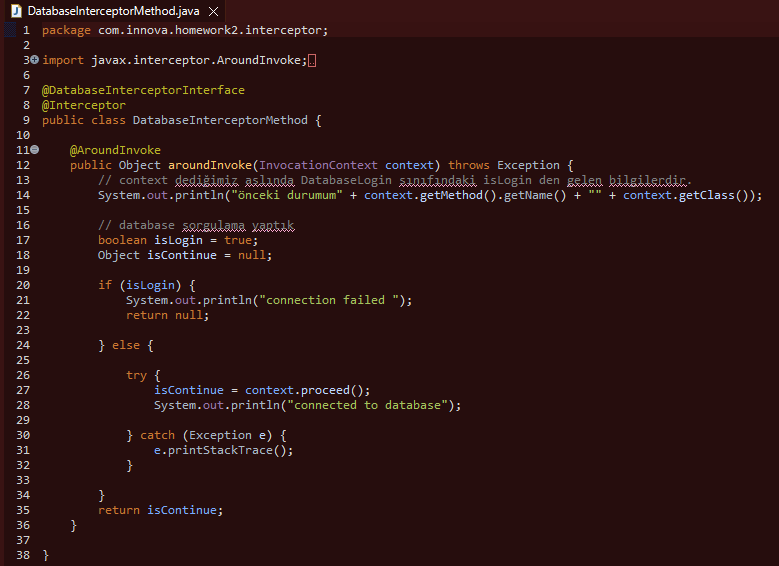 DatabaseInterceptorMethod.java
1 package com.innova.homework2.interceptor;
2
3 import javax.interceptor.AroundInvoke;
6
7 @DatabaseInterceptorInterface
8 @Interceptor
9 public class DatabaseInterceptorMethod {
10
11 @AroundInvoke
12 public Object aroundInvoke(InvocationContext context) throws Exception {
13 // context dediğimiz aslında DatabaseLogin sınıfındaki isLogin den gelen bilgilerdir.
14 System.out.println("önceki durumum" + context.getMethod().getName() + "" + context.getClass());
15
16 // database sorgulama yaptık
17 boolean isLogin = true;
18 Object isContinue = null;
19
20 if (isLogin) {
21 System.out.println("connection failed ");
22 return null;
23
24 } else {
25
26 try {
27 isContinue = context.proceed();
28 System.out.println("connected to database");
29
30 } catch (Exception e) {
31 e.printStackTrace();
32 }
33
34 }
35 return isContinue;
36 }
37
38 }